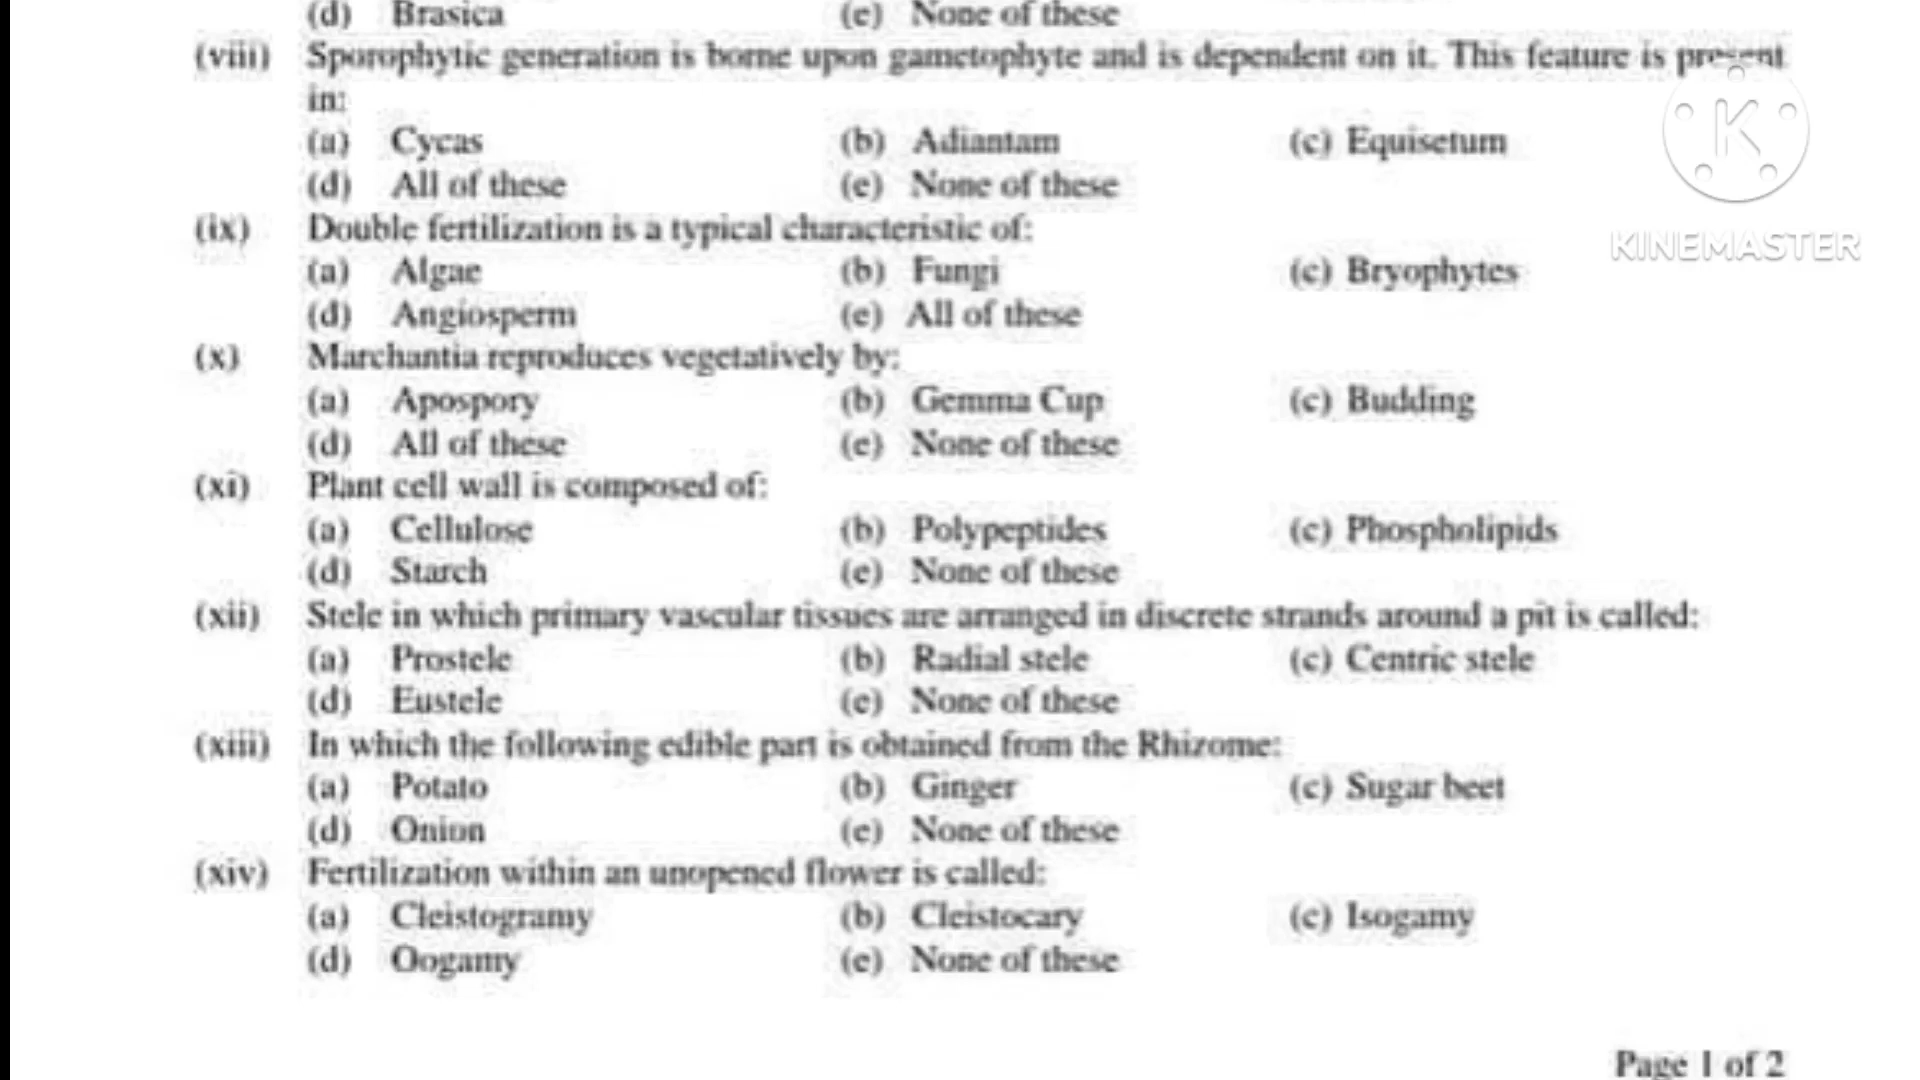 (d) Brasica (e) None of these
(viii) Sporophytic generation is borne upon gametophyte and is dependent on it. This feature is present
in:
(a) Cycas (b) Adiantam (c) Equisetum
(d) All of these (e) None of these
(ix) Double fertilization is a typical characteristic of:
(a) Algae (b) Fungi (c) Bryophytes
(d) Angiosperm (e) All of these
(x) Marchantia reproduces vegetatively by:
(a) Apospory (b) Gemma Cup (c) Budding
(d) All of these (e) None of these
(xi) Plant cell wall is composed of:
(a) Cellulose (b) Polypeptides (c) Phospholipids
(d) Starch (e) None of these
(xii) Stele in which primary vascular tissues are arranged in discrete strands around a pit is called:
(a) Prostele (b) Radial stele (c) Centric stele
(d) Eustele (e) None of these
(xiii) In which the following edible part is obtained from the Rhizome:
(a) Potato (b) Ginger (c) Sugar beet
(d) Onion (e) None of these
(xiv) Fertilization within an unopened flower is called:
(a) Cleistogramy (b) Cleistocary (c) Isogamy
(d) Oogamy (e) None of these
Page 1 of 2
K
KINEMASTER